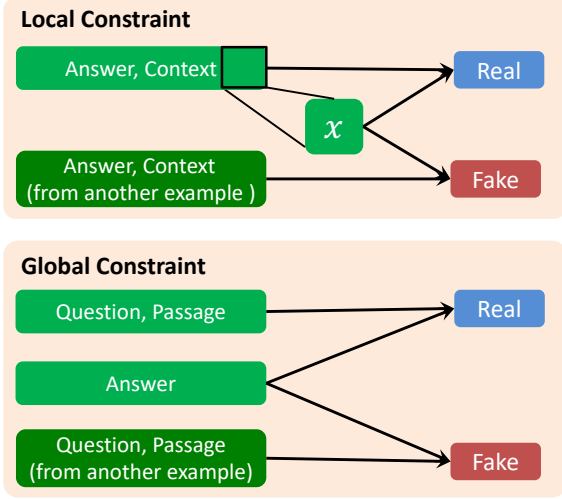 Local Constraint
Answer, Context
Real
x
Answer, Context
(from another example )
Fake
Global Constraint
Question, Passage
Real
Answer
Question, Passage
(from another example)
Fake